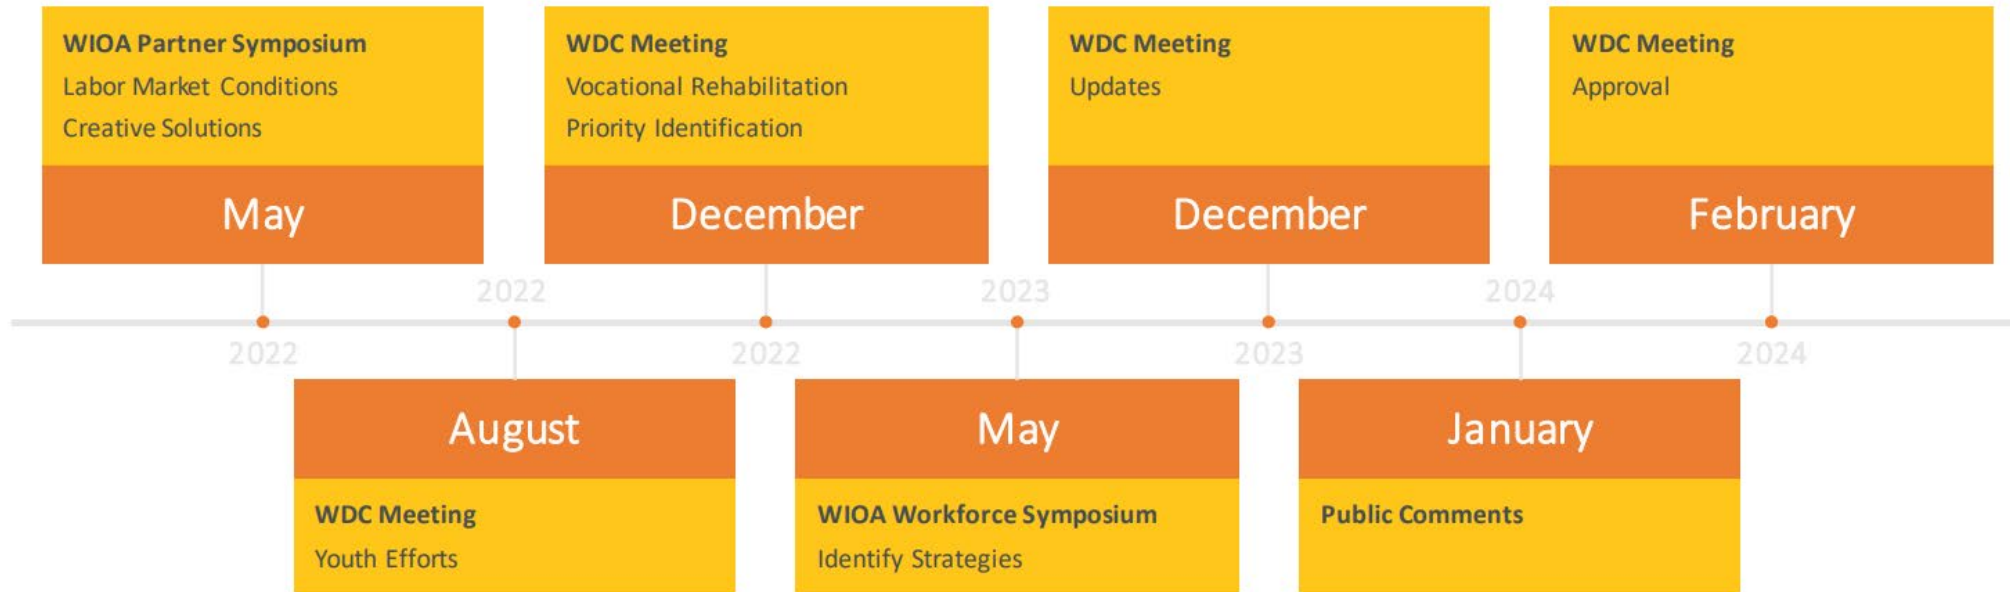 WIOA Partner Symposium
Labor Market Conditions
Creative Solutions
May
2022
2022
August
WDC Meeting
Youth Efforts
WDC Meeting
Vocational Rehabilitation
Priority Identification
December
2022
2023
May
WIOA Workforce Symposium
Identify Strategies
WDC Meeting
Updates
December
2023
2024
January
Public Comments
WDC Meeting
Approval
February
2024